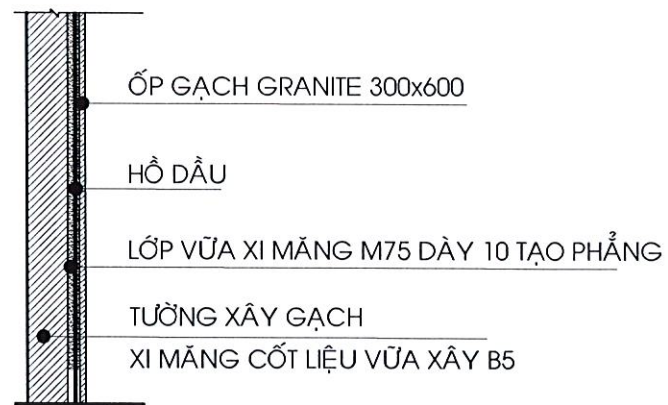 ỐP GẠCH GRANITE 300x600
HỒ DẦU
LỚP VỮA XI MĂNG M75 DÀY 10 TẠO PHẲNG
TƯỜNG XÂY GẠCH
XI MĂNG CỐT LIỆU VỮA XÂY B5